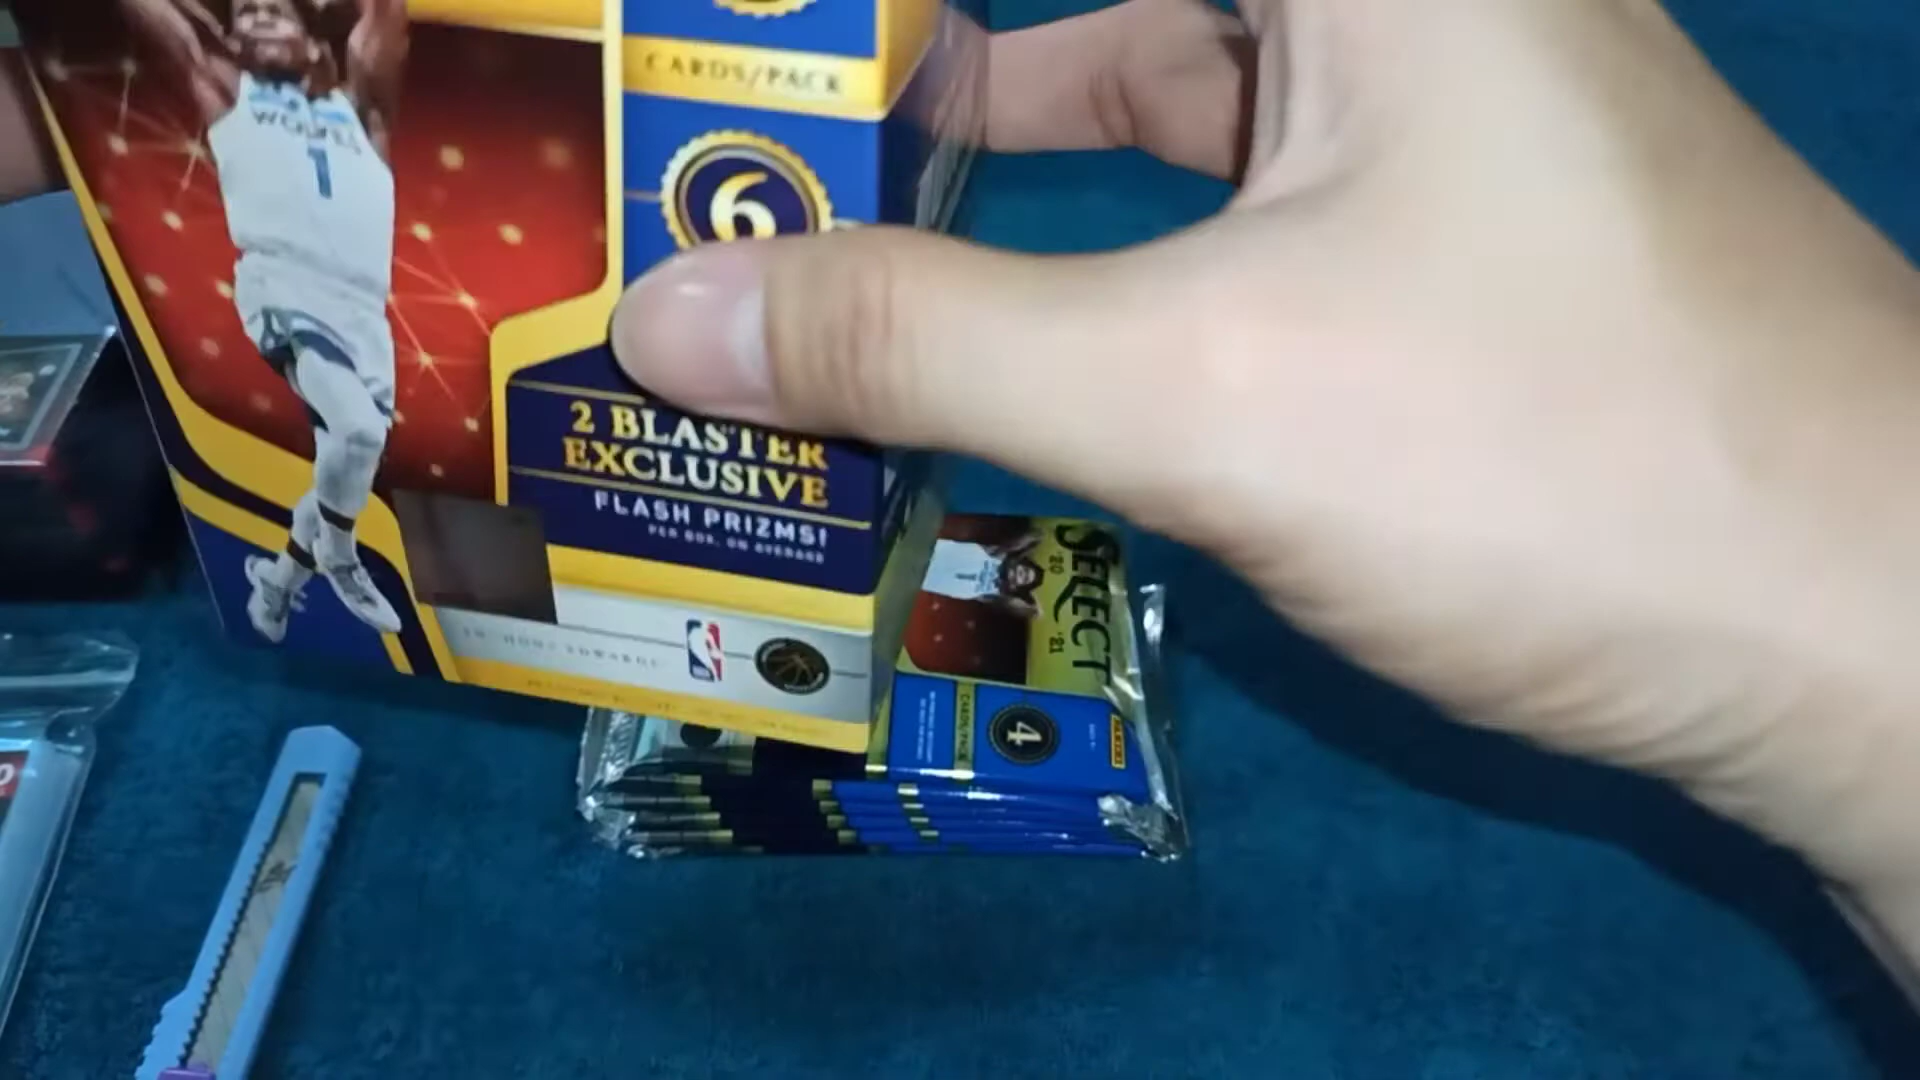 CARDS/PACK
6
WOLVES
1
2 BLASTER
EXCLUSIVE
FLASH PRIZMS!
PER BOX, ON AVERAGE
NBA
SELECT
'20 '21
4
CARDS/PACK
PANINI